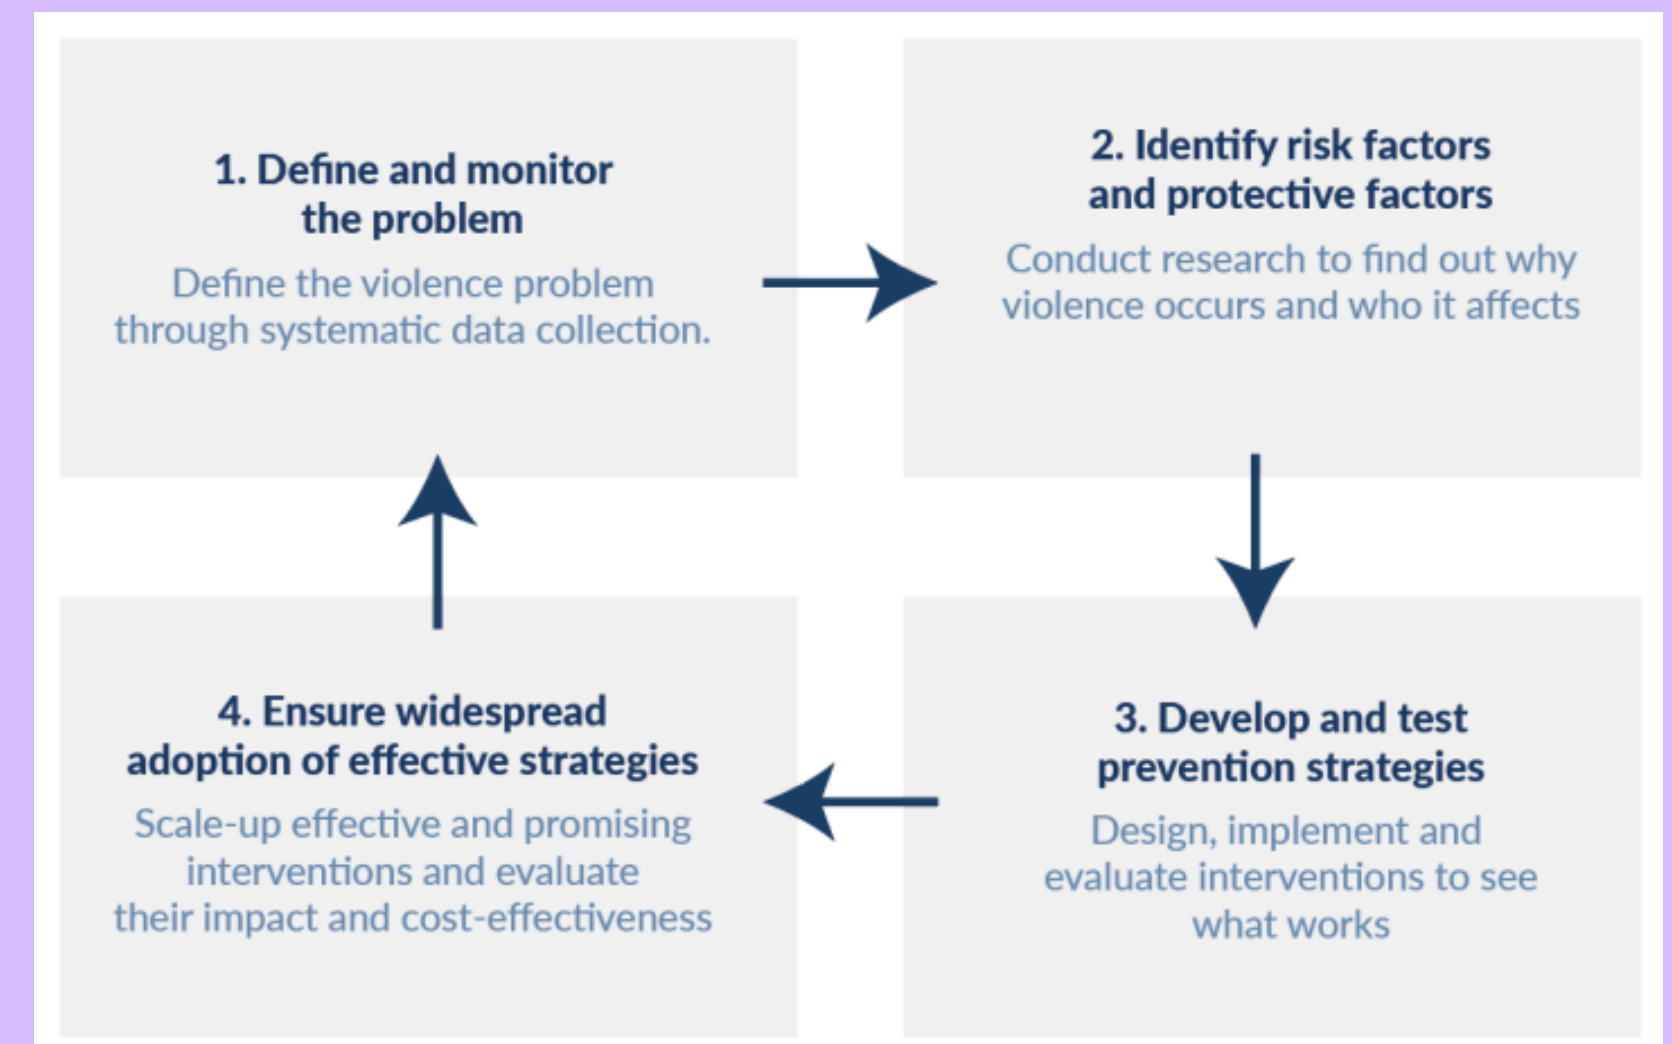 1. Define and monitor
the problem
Define the violence problem
through systematic data collection.
2. Identify risk factors
and protective factors
Conduct research to find out why
violence occurs and who it affects
3. Develop and test
prevention strategies
Design, implement and
evaluate interventions to see
what works
4. Ensure widespread
adoption of effective strategies
Scale-up effective and promising
interventions and evaluate
their impact and cost-effectiveness